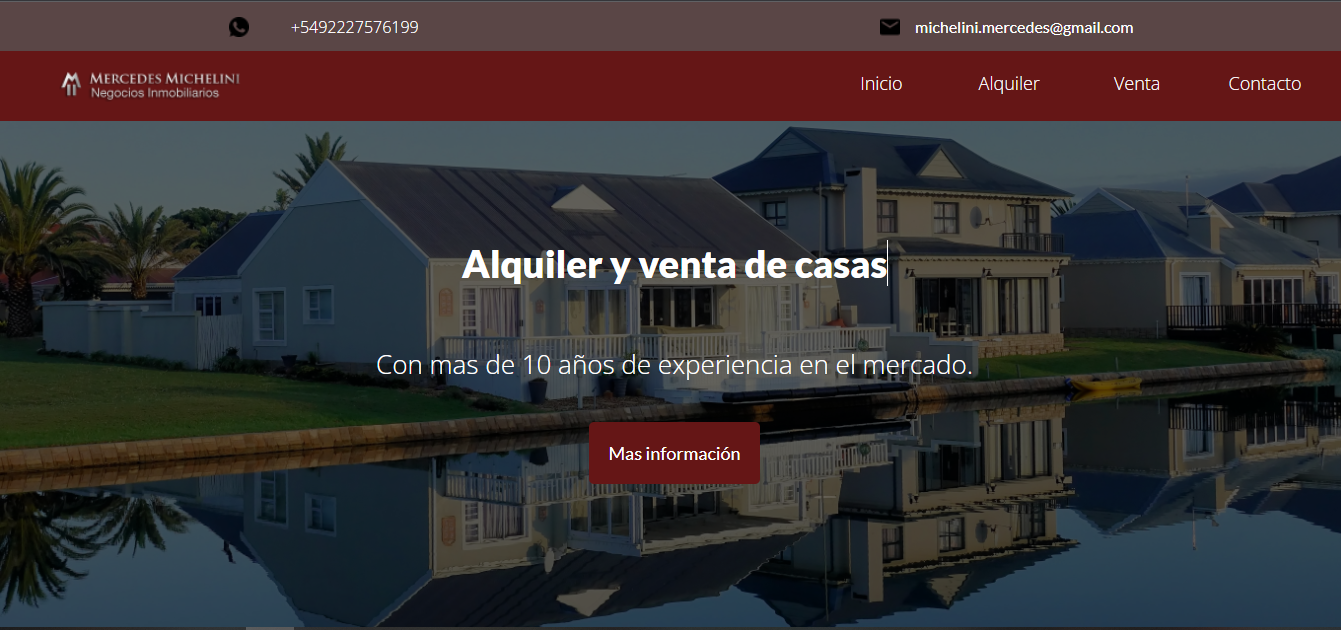 +5492227576199
michelini.mercedes@gmail.com
MERCEDES MICHELINI
Negocios Inmobiliarios
Inicio
Alquiler
Venta
Contacto
Alquiler y venta de casas
Con mas de 10 años de experiencia en el mercado.
Mas información